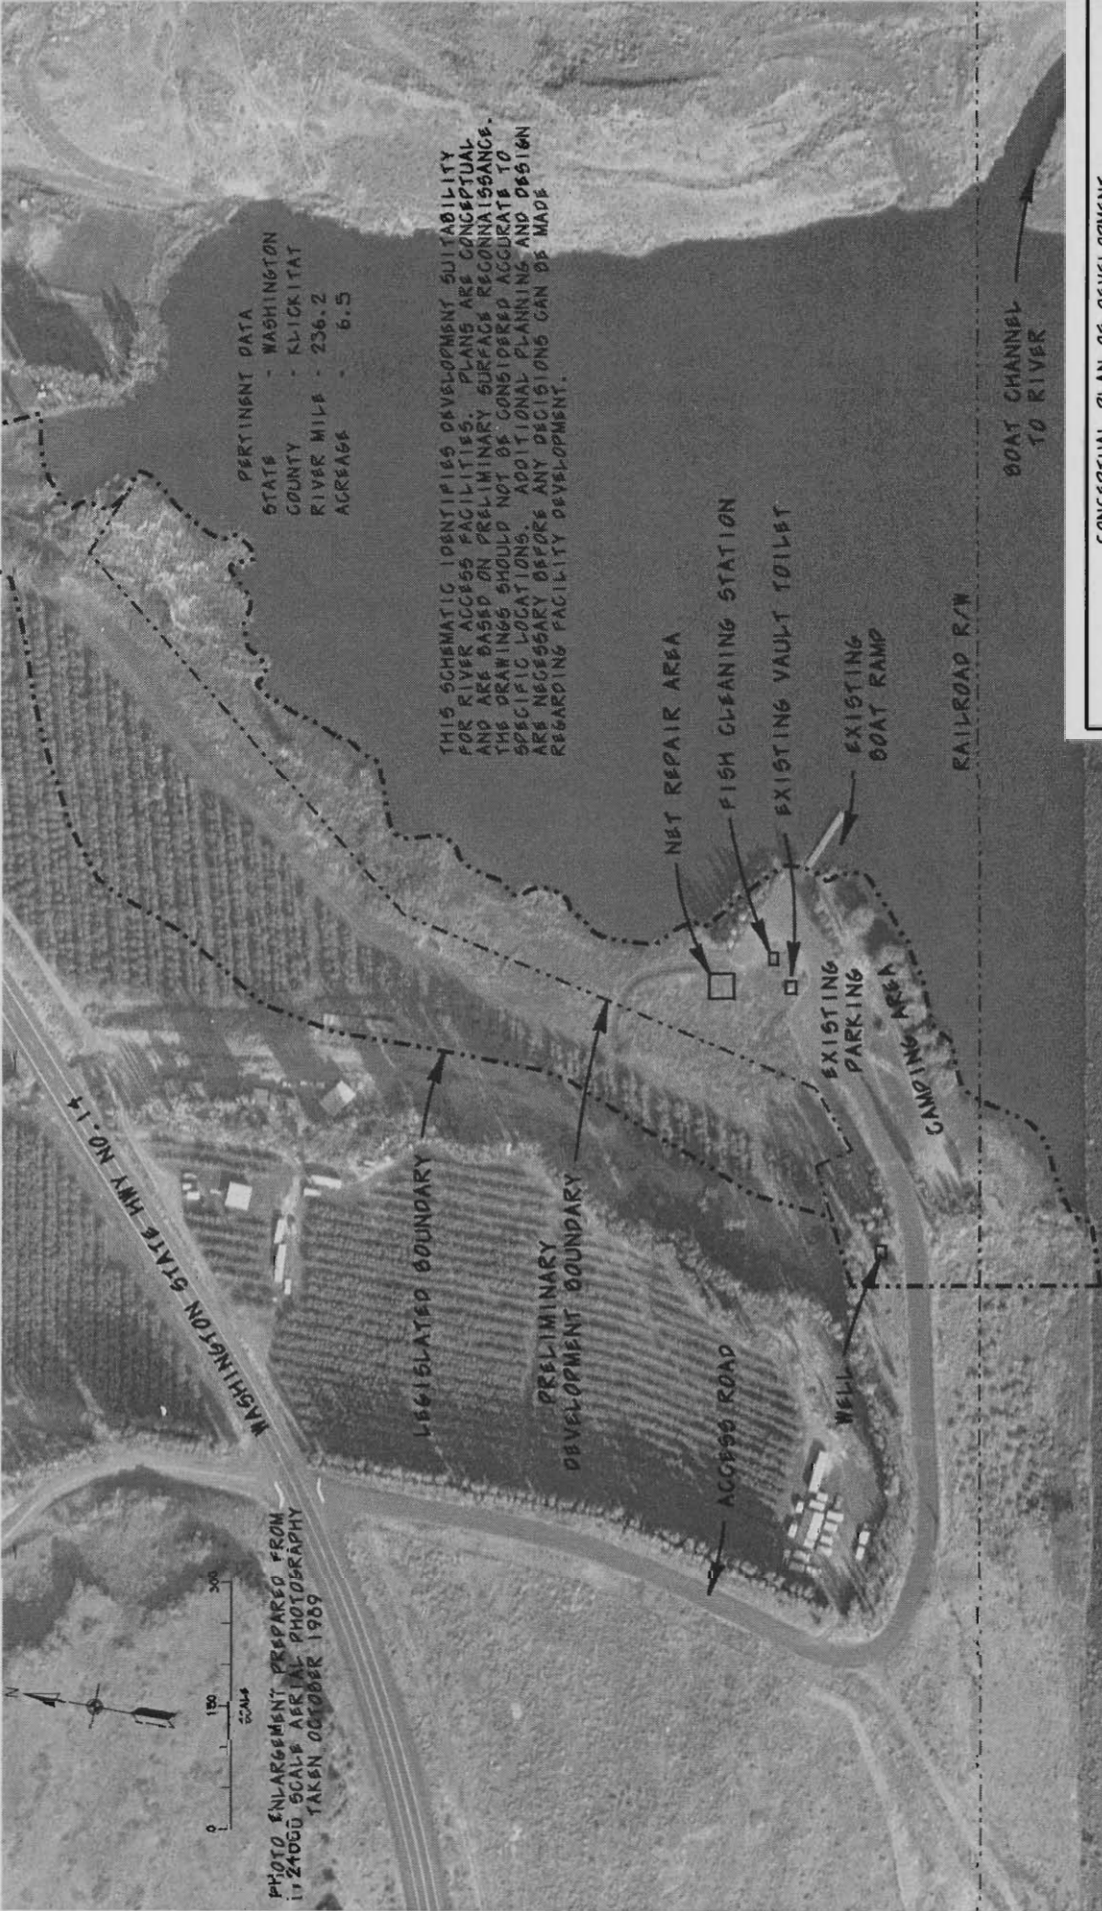 N
0 150 300
SCALE
PHOTO ENLARGEMENT PREPARED FROM
1:24000 SCALE AERIAL PHOTOGRAPHY
TAKEN OCTOBER 1989
WASHINGTON STATE HWY NO. 14
LEGISLATED BOUNDARY
PRELIMINARY
DEVELOPMENT BOUNDARY
ACCESS ROAD
WELL
PERTINENT DATA
STATE - WASHINGTON
COUNTY - KLICKITAT
RIVER MILE - 236.2
ACREAGE - 6.5
THIS SCHEMATIC IDENTIFIES DEVELOPMENT SUITABILITY
FOR RIVER ACCESS FACILITIES. PLANS ARE CONCEPTUAL
AND ARE BASED ON PRELIMINARY SURFACE RECONNAISSANCE.
THE DRAWINGS SHOULD NOT BE CONSIDERED ACCURATE TO
SPECIFIC LOCATIONS. ADDITIONAL PLANNING AND DESIGN
ARE NECESSARY BEFORE ANY DECISIONS CAN BE MADE
REGARDING FACILITY DEVELOPMENT.
NET REPAIR AREA
FISH CLEANING STATION
EXISTING VAULT TOILET
EXISTING
BOAT RAMP
EXISTING
PARKING
CAMPING AREA
RAILROAD R/W
BOAT CHANNEL
TO RIVER
CONCEPTUAL PLAN OF DEVELOPMENT